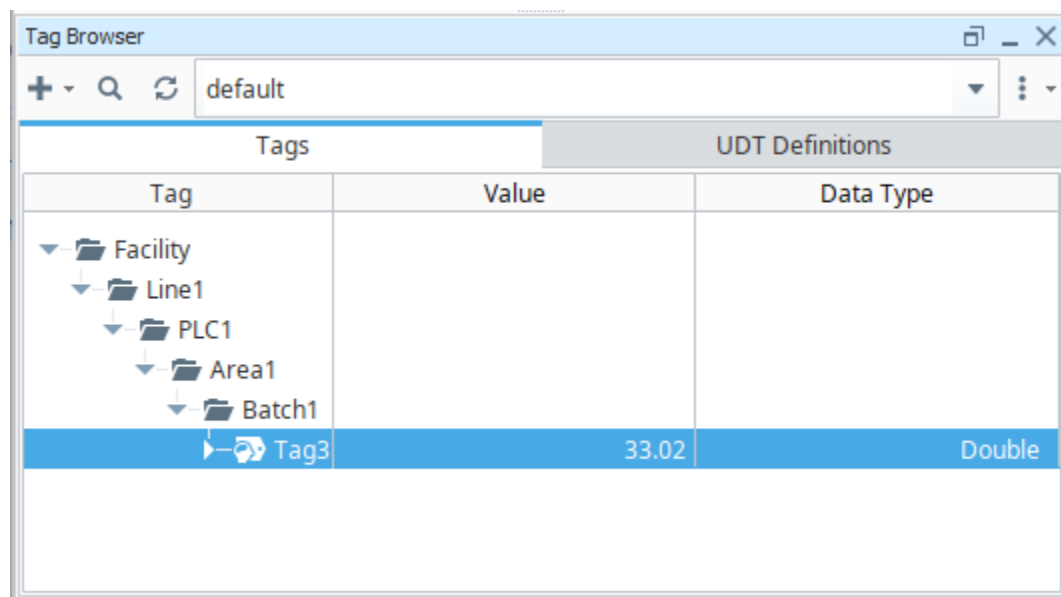 Tag Browser
default
Tags UDT Definitions
Tag Value Data Type
Facility
Line1
PLC1
Area1
Batch1
Tag3 33.02 Double